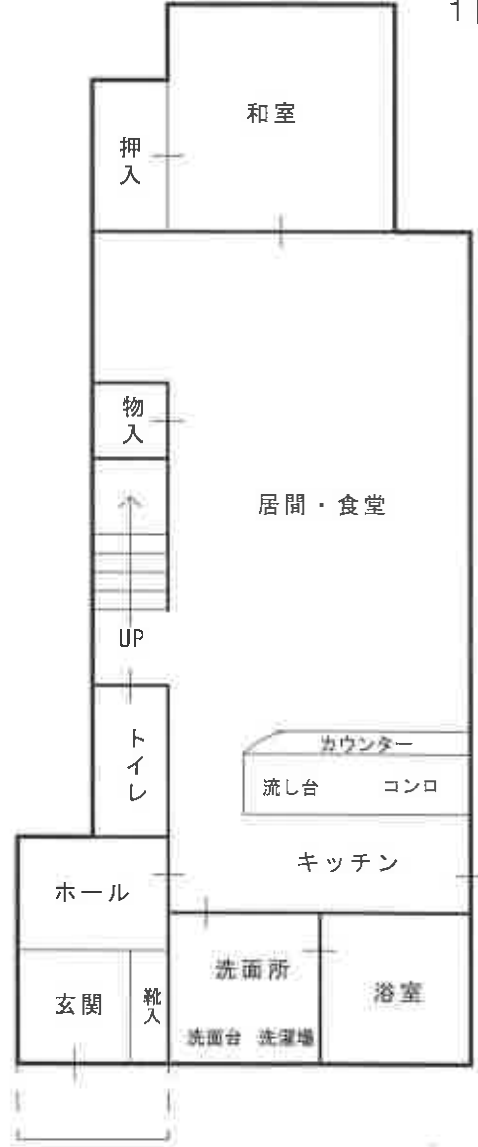 和室
押入
物入
居間・食堂
UP
トイレ
カウンター
流し台 コンロ
キッチン
ホール
洗面所
浴室
玄関
靴入
洗面台 洗濯場